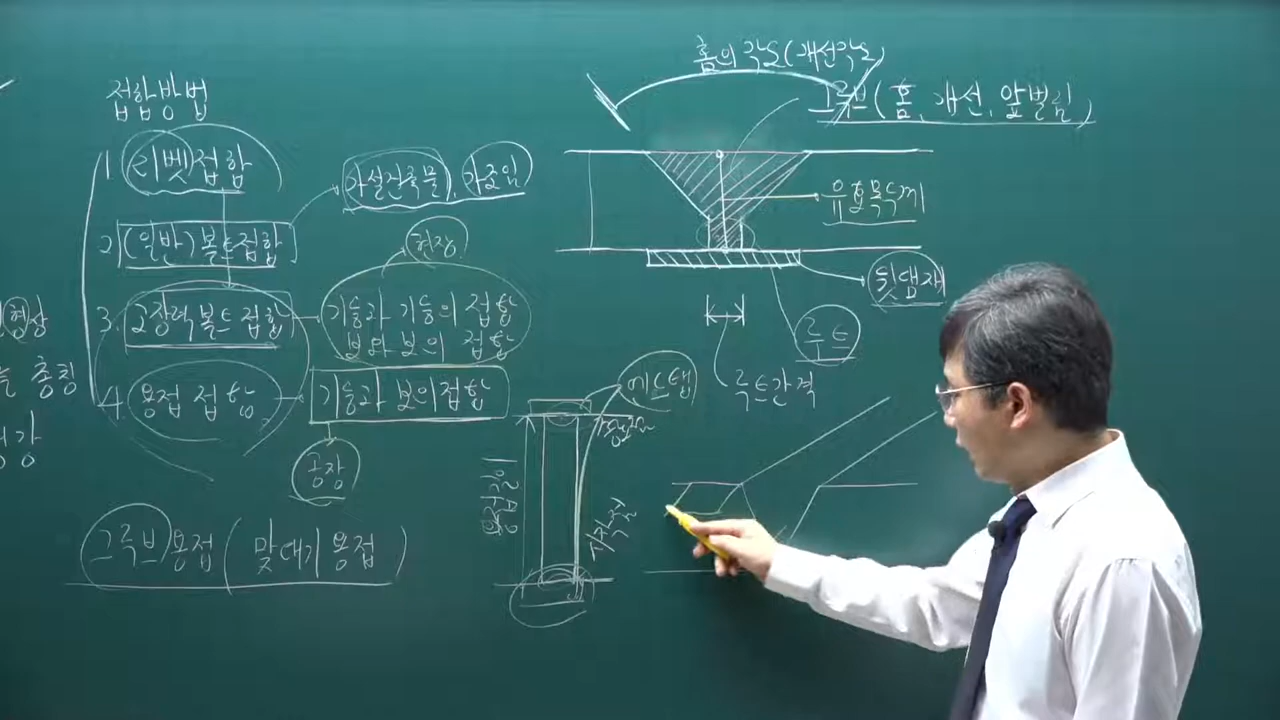 접합방법
1. 리벳접합
2. (일반)볼트접합
가설건축물, 가조임
현장
3. 고장력볼트접합
기둥과 기둥의 접합
보와 보의 접합
4. 용접 접합
기둥과 보의접합
공장
그루브용접(맞대기 용접)
홈의 각도(개선각도)
그루브(홈, 개선, 앞벌림)
유효목두께
뒷댐재
루트
루트간격
엔드탭
현상
충칭